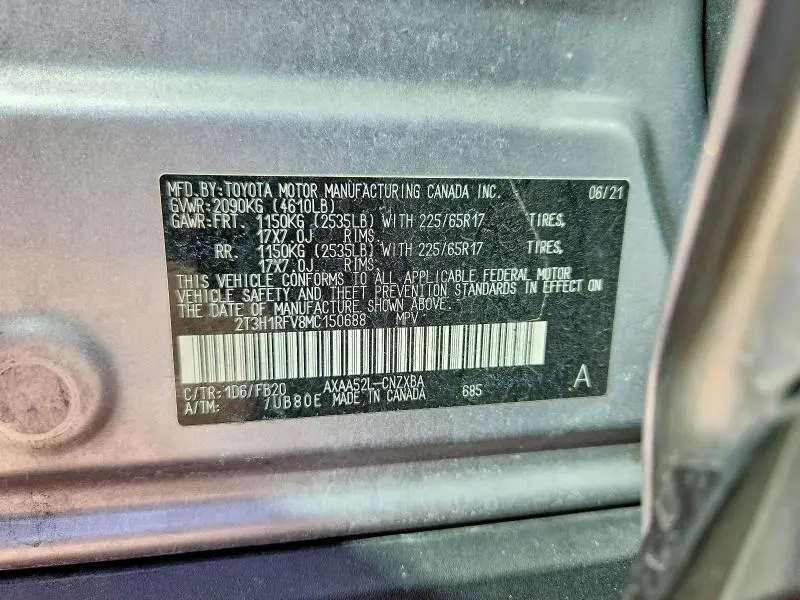 MFD. BY: TOYOTA MOTOR MANUFACTURING CANADA INC. 06/21
GVWR: 2090KG (4610LB)
GAWR: FRT. 1150KG (2535LB) WITH 225/65R17 TIRES,
17X7.0J RIMS.
RR. 1150KG (2535LB) WITH 225/65R17 TIRES,
17X7.0J RIMS.
THIS VEHICLE CONFORMS TO ALL APPLICABLE FEDERAL MOTOR
VEHICLE SAFETY AND THEFT PREVENTION STANDARDS IN EFFECT ON
THE DATE OF MANUFACTURE SHOWN ABOVE.
2T3H1RFV8MC150688 MPV
C/TR: 1D6/FB20 AXAA52L-CNZXBA 685 A
A/TM: /UB80E MADE IN CANADA